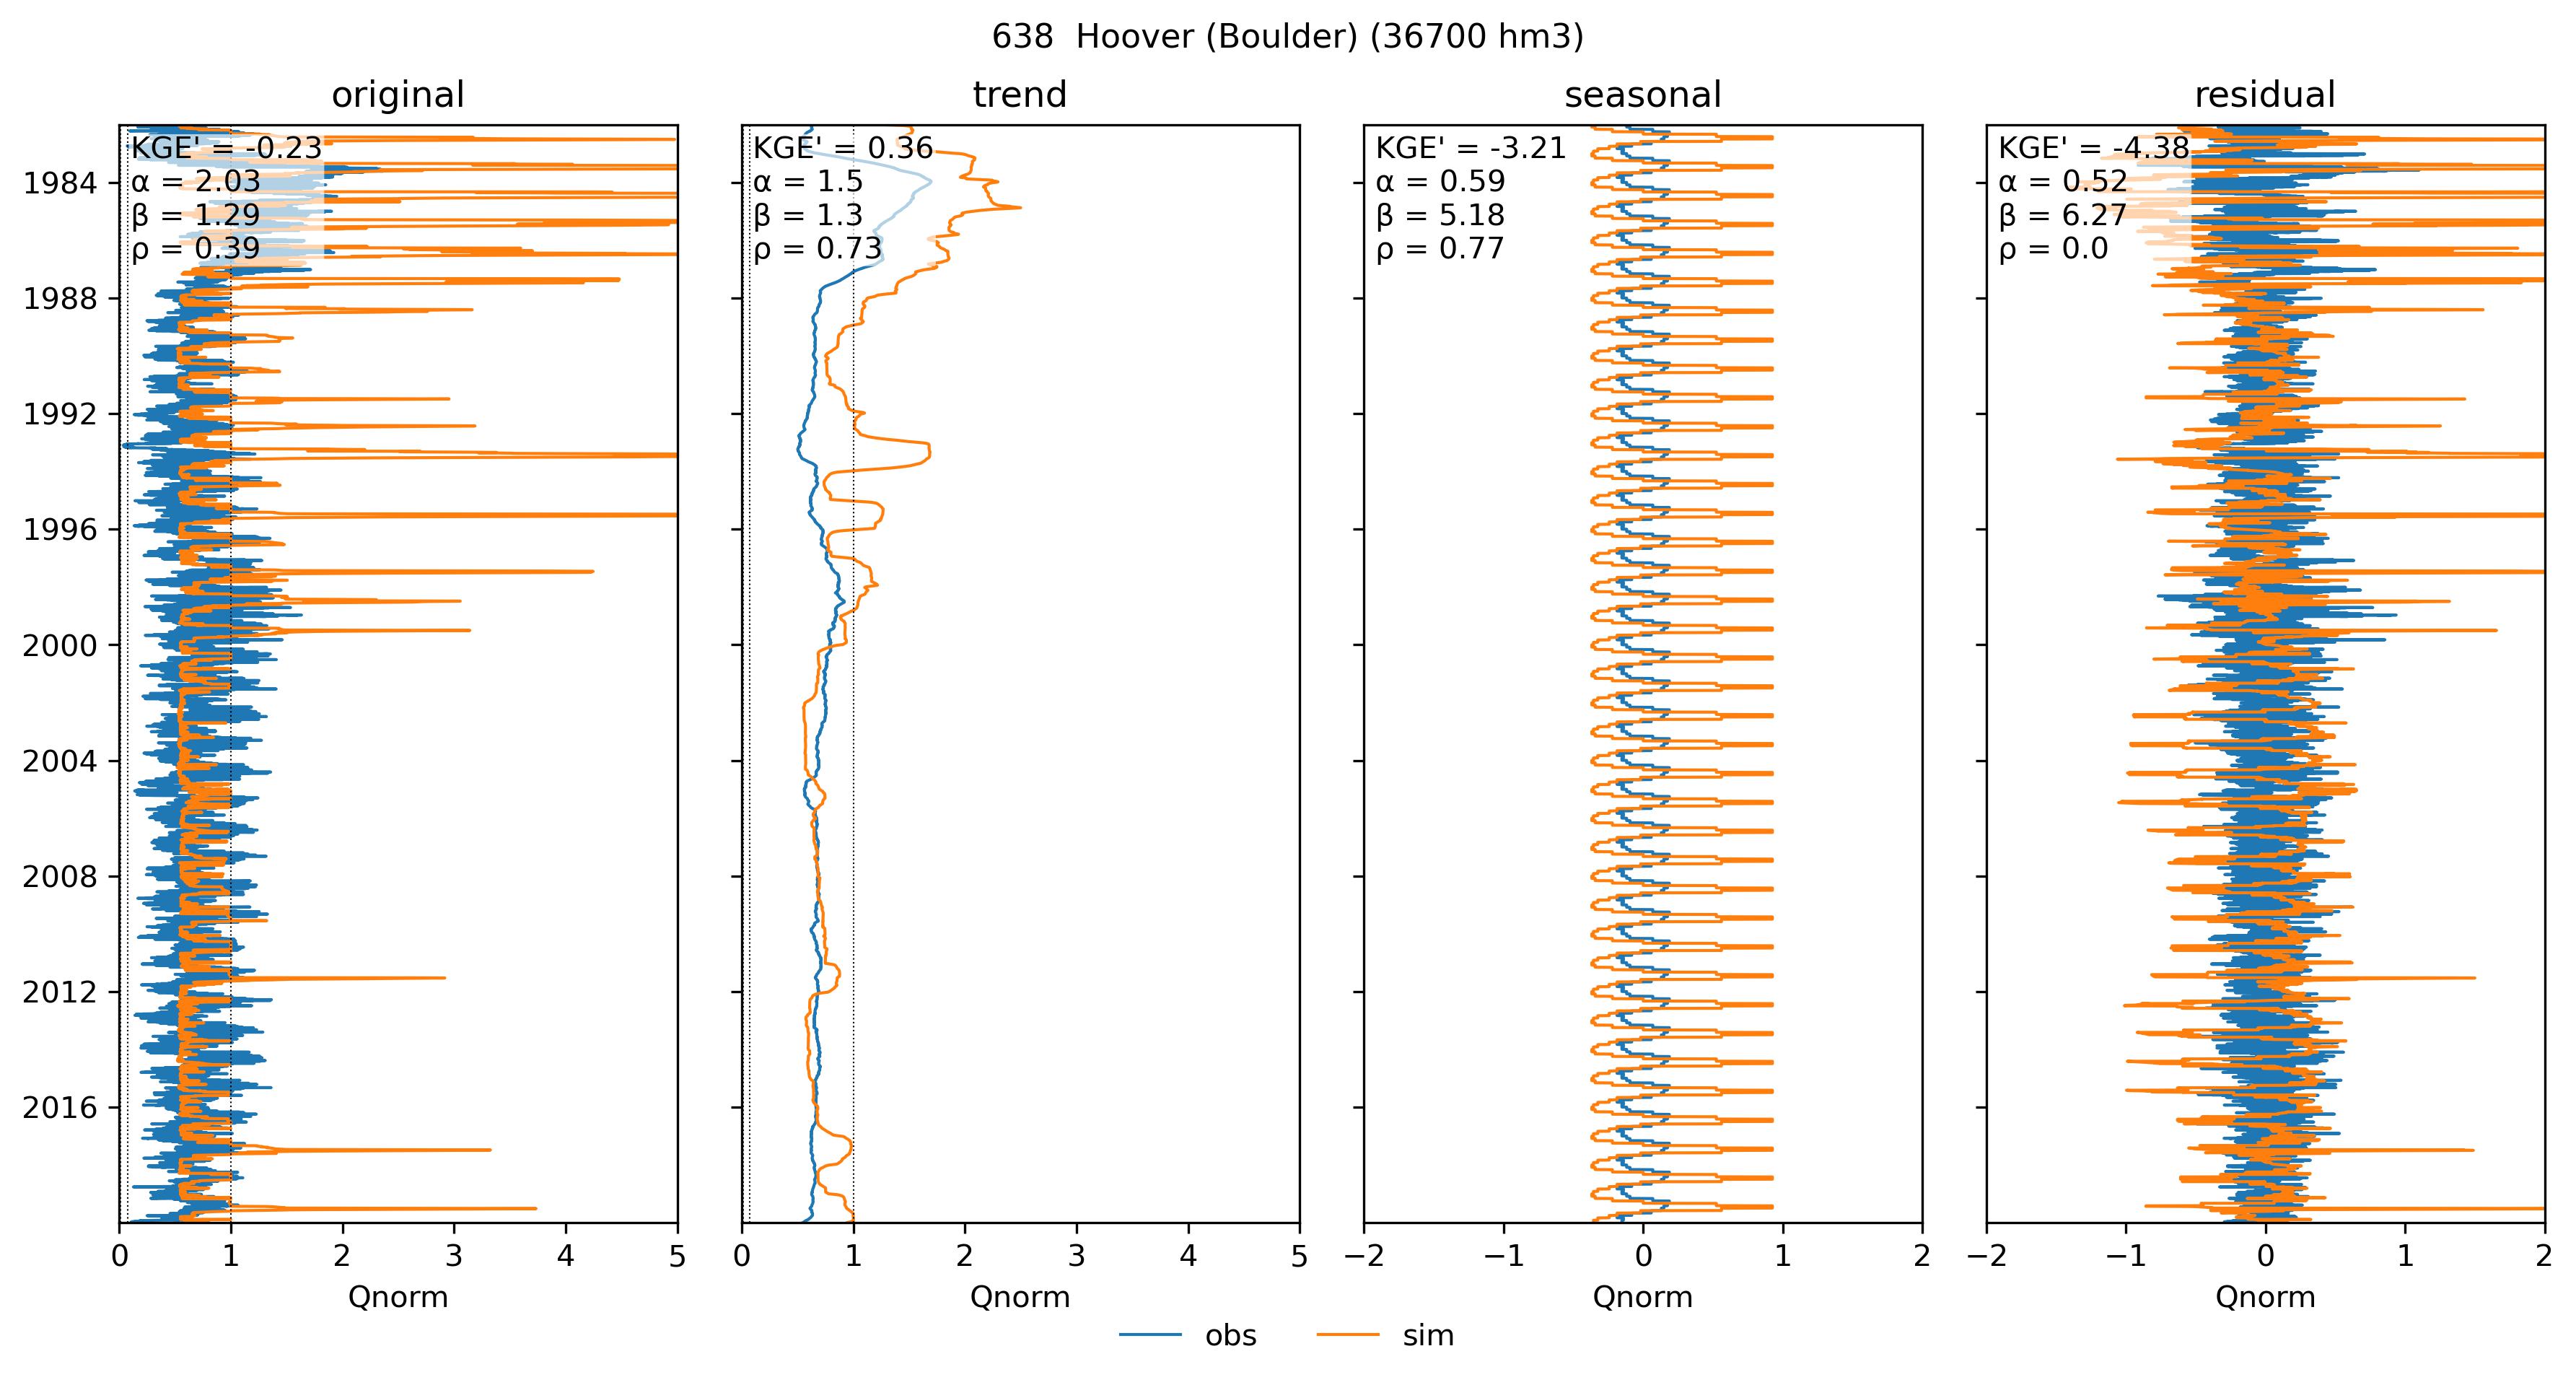 638  Hoover (Boulder) (36700 hm3)
original
trend
seasonal
residual
KGE' = -0.23
α = 2.03
β = 1.29
ρ = 0.39
KGE' = 0.36
α = 1.5
β = 1.3
ρ = 0.73
KGE' = -3.21
α = 0.59
β = 5.18
ρ = 0.77
KGE' = -4.38
α = 0.52
β = 6.27
ρ = 0.0
1984
1988
1992
1996
2000
2004
2008
2012
2016
0 1 2 3 4 5
0 1 2 3 4 5
−2 −1 0 1 2
−2 −1 0 1 2
Qnorm
Qnorm
Qnorm
Qnorm
obs
sim